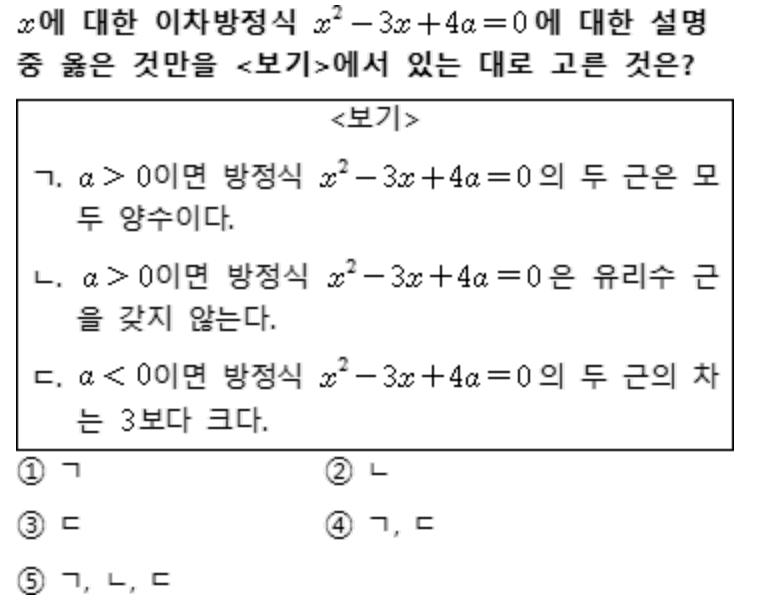 x에 대한 이차방정식 x² − 3x + 4a = 0에 대한 설명
중 옳은 것만을 <보기>에서 있는 대로 고른 것은?
<보기>
ㄱ. a > 0이면 방정식 x² − 3x + 4a = 0의 두 근은 모
두 양수이다.
ㄴ. a > 0이면 방정식 x² − 3x + 4a = 0은 유리수 근
을 갖지 않는다.
ㄷ. a < 0이면 방정식 x² − 3x + 4a = 0의 두 근의 차
는 3보다 크다.
① ㄱ ② ㄴ
③ ㄷ ④ ㄱ, ㄷ
⑤ ㄱ, ㄴ, ㄷ